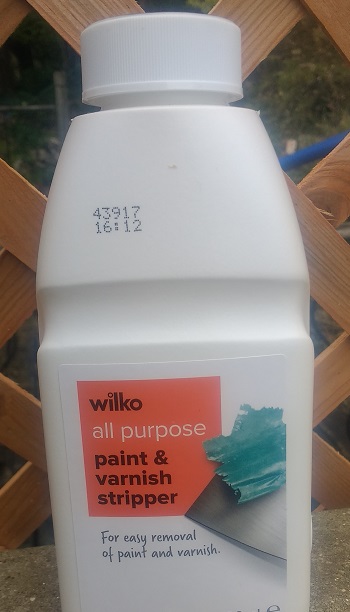 43917
16:12
wilko
all purpose
paint &
varnish
stripper
For easy removal
of paint and varnish.